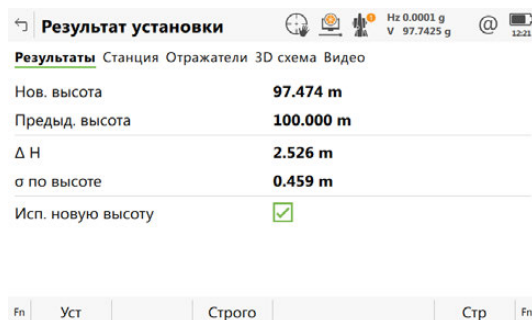 Результат установки
Hz 0.0001 g
V 97.7425 g
@
12:21
Результаты Станция Отражатели 3D схема Видео
Нов. высота 97.474 m
Предыд. высота 100.000 m
Δ H 2.526 m
σ по высоте 0.459 m
Исп. новую высоту
Fn Уст Строго Стр Fn